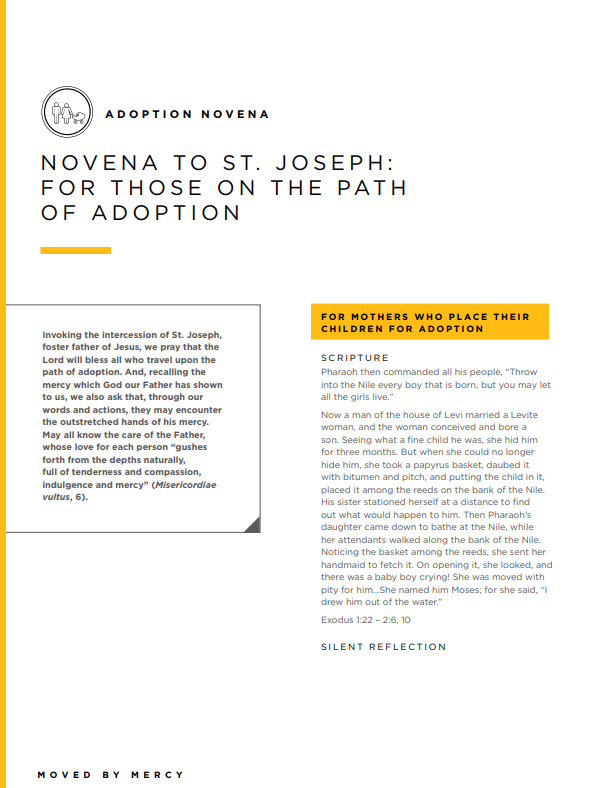 ADOPTION NOVENA
NOVENA TO ST. JOSEPH:
FOR THOSE ON THE PATH
OF ADOPTION
Invoking the intercession of St. Joseph,
foster father of Jesus, we pray that the
Lord will bless all who travel upon the
path of adoption. And, recalling the
mercy which God our Father has shown
to us, we also ask that, through our
words and actions, they may encounter
the outstretched hands of his mercy.
May all know the care of the Father,
whose love for each person “gushes
forth from the depths naturally,
full of tenderness and compassion,
indulgence and mercy” (Misericordiae
vultus, 6).
FOR MOTHERS WHO PLACE THEIR
CHILDREN FOR ADOPTION
SCRIPTURE
Pharaoh then commanded all his people, “Throw
into the Nile every boy that is born, but you may let
all the girls live.”
Now a man of the house of Levi married a Levite
woman, and the woman conceived and bore a
son. Seeing what a fine child he was, she hid him
for three months. But when she could no longer
hide him, she took a papyrus basket, daubed it
with bitumen and pitch, and putting the child in it,
placed it among the reeds on the bank of the Nile.
His sister stationed herself at a distance to find
out what would happen to him. Then Pharaoh’s
daughter came down to bathe at the Nile, while
her attendants walked along the bank of the Nile.
Noticing the basket among the reeds, she sent her
handmaid to fetch it. On opening it, she looked, and
there was a baby boy crying! She was moved with
pity for him...She named him Moses; for she said, “I
drew him out of the water.”
Exodus 1:22 – 2:6, 10
SILENT REFLECTION
MOVED BY MERCY